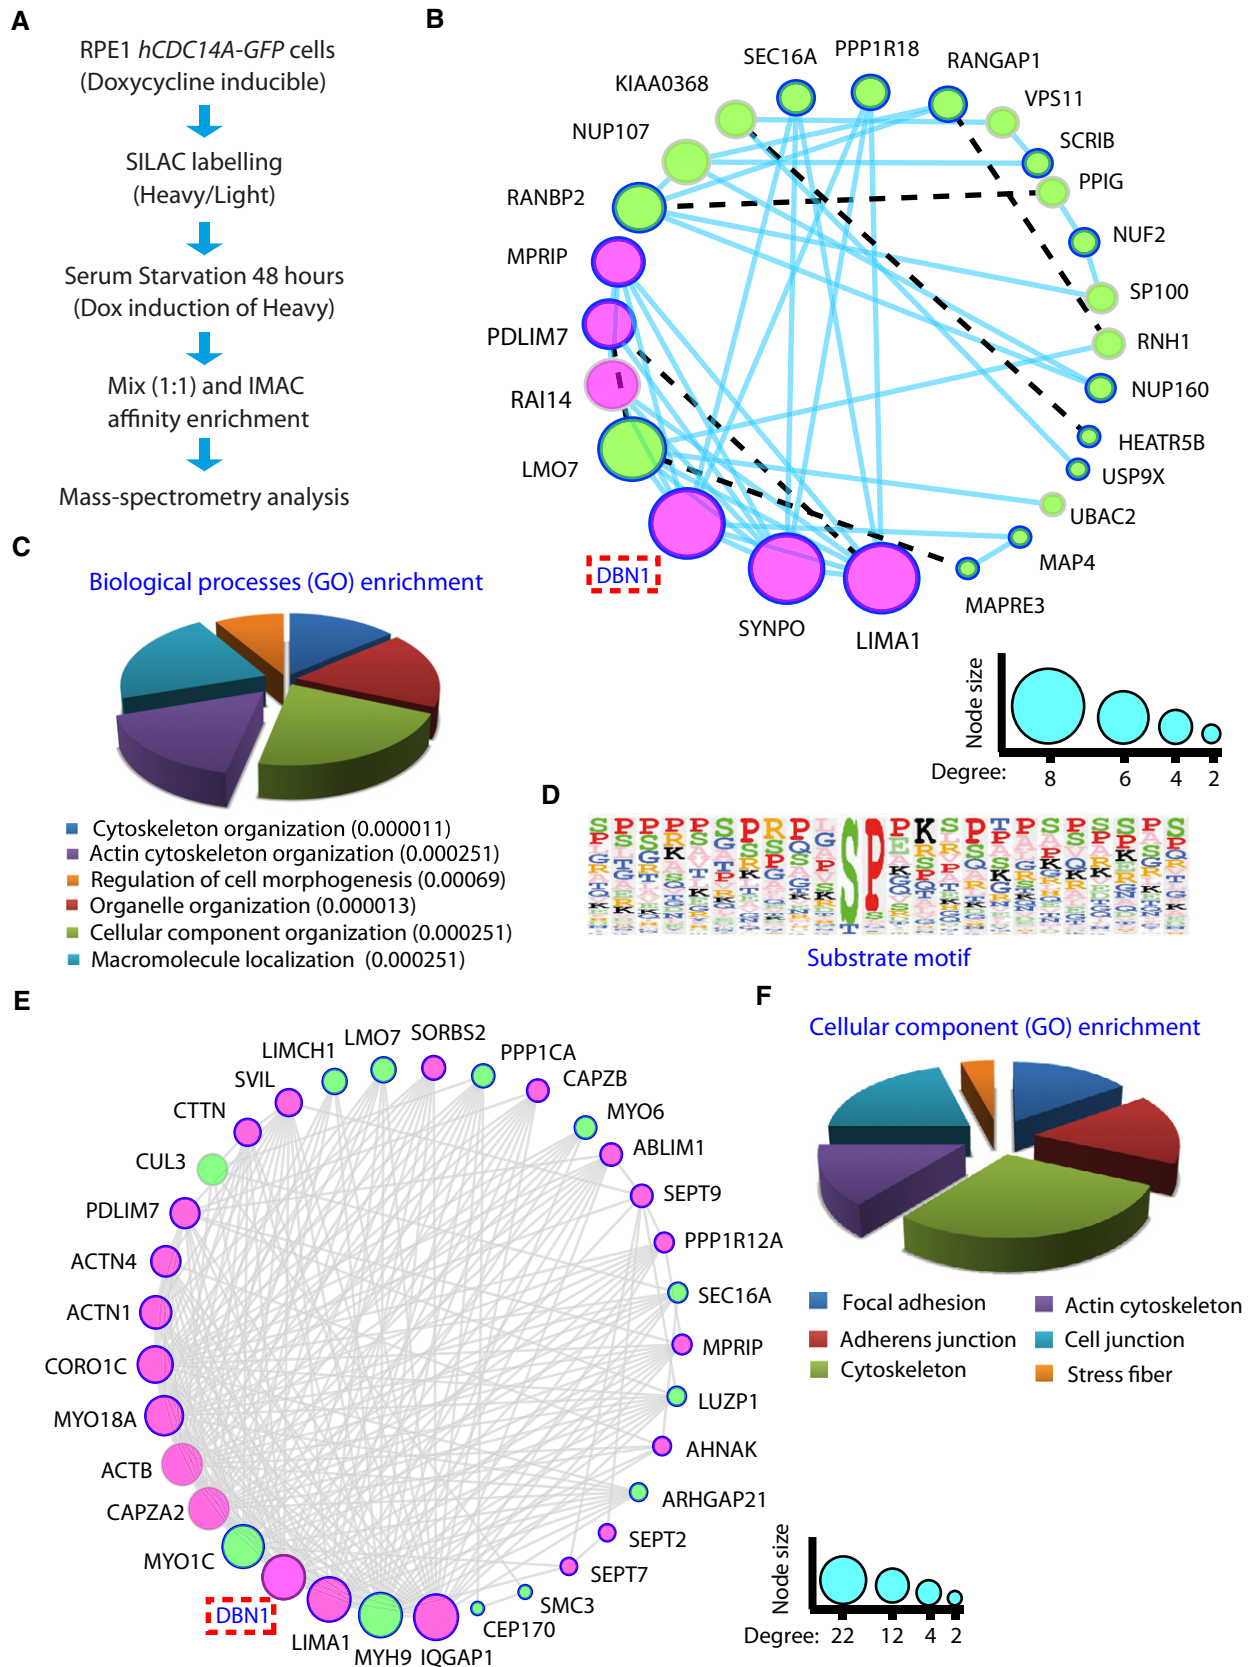 A
RPE1 hCDC14A-GFP cells
(Doxycycline inducible)
SILAC labelling
(Heavy/Light)
Serum Starvation 48 hours
(Dox induction of Heavy)
Mix (1:1) and IMAC
affinity enrichment
Mass-spectrometry analysis
B
SEC16A
PPP1R18
RANGAP1
KIAA0368
VPS11
NUP107
SCRIB
PPIG
RANBP2
NUF2
MPRIP
SP100
PDLIM7
RNH1
RAI14
NUP160
LMO7
HEATR5B
USP9X
UBAC2
DBN1
MAP4
SYNPO
LIMA1
MAPRE3
Node size
Degree: 8 6 4 2
C
Biological processes (GO) enrichment
Cytoskeleton organization (0.000011)
Actin cytoskeleton organization (0.000251)
Regulation of cell morphogenesis (0.00069)
Organelle organization (0.000013)
Cellular component organization (0.000251)
Macromolecule localization (0.000251)
D
S P P P P S P R P L S P P K S P T P S P S P S
Substrate motif
E
SORBS2
LMO7
LIMCH1
PPP1CA
SVIL
CAPZB
CTTN
MYO6
CUL3
ABLIM1
PDLIM7
SEPT9
ACTN4
PPP1R12A
ACTN1
SEC16A
CORO1C
MPRIP
MYO18A
LUZP1
ACTB
AHNAK
CAPZA2
ARHGAP21
MYO1C
SEPT2
DBN1
SEPT7
LIMA1
SMC3
MYH9
IQGAP1
CEP170
Node size
Degree: 22 12 4 2
F
Cellular component (GO) enrichment
Focal adhesion
Actin cytoskeleton
Adherens junction
Cell junction
Cytoskeleton
Stress fiber